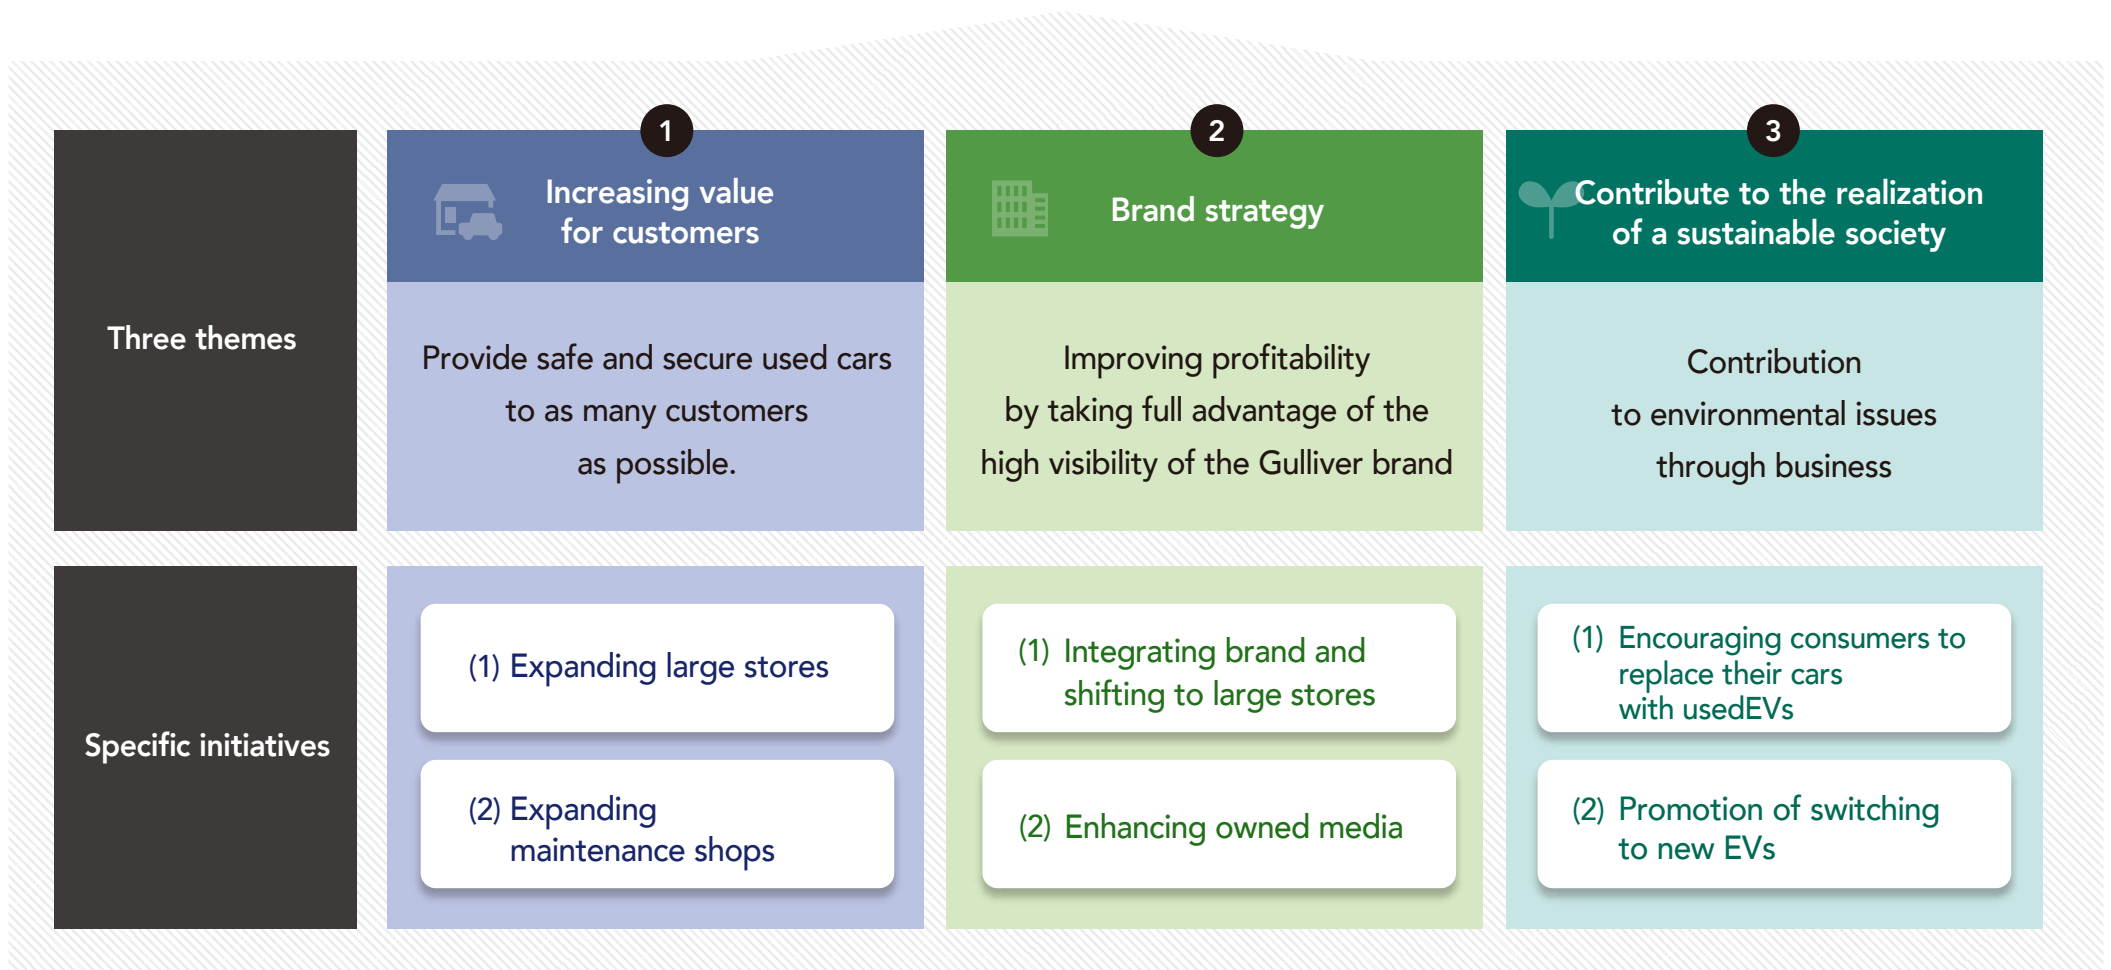 Three themes
1
Increasing value
for customers
Provide safe and secure used cars
to as many customers
as possible.
2
Brand strategy
Improving profitability
by taking full advantage of the
high visibility of the Gulliver brand
3
Contribute to the realization
of a sustainable society
Contribution
to environmental issues
through business
Specific initiatives
(1) Expanding large stores
(2) Expanding
maintenance shops
(1) Integrating brand and
shifting to large stores
(2) Enhancing owned media
(1) Encouraging consumers to
replace their cars
with usedEVs
(2) Promotion of switching
to new EVs